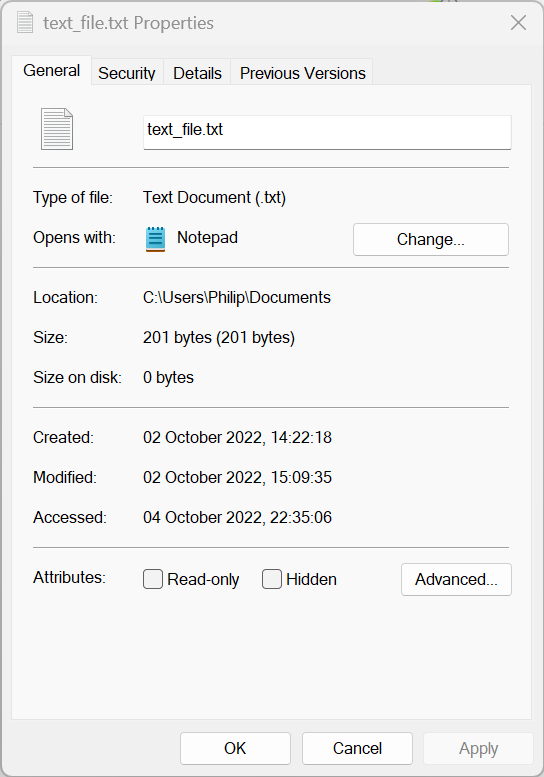 text_file.txt Properties
General Security Details Previous Versions
text_file.txt
Type of file: Text Document (.txt)
Opens with: Notepad Change...
Location: C:\Users\Philip\Documents
Size: 201 bytes (201 bytes)
Size on disk: 0 bytes
Created: 02 October 2022, 14:22:18
Modified: 02 October 2022, 15:09:35
Accessed: 04 October 2022, 22:35:06
Attributes: Read-only Hidden Advanced...
OK Cancel Apply